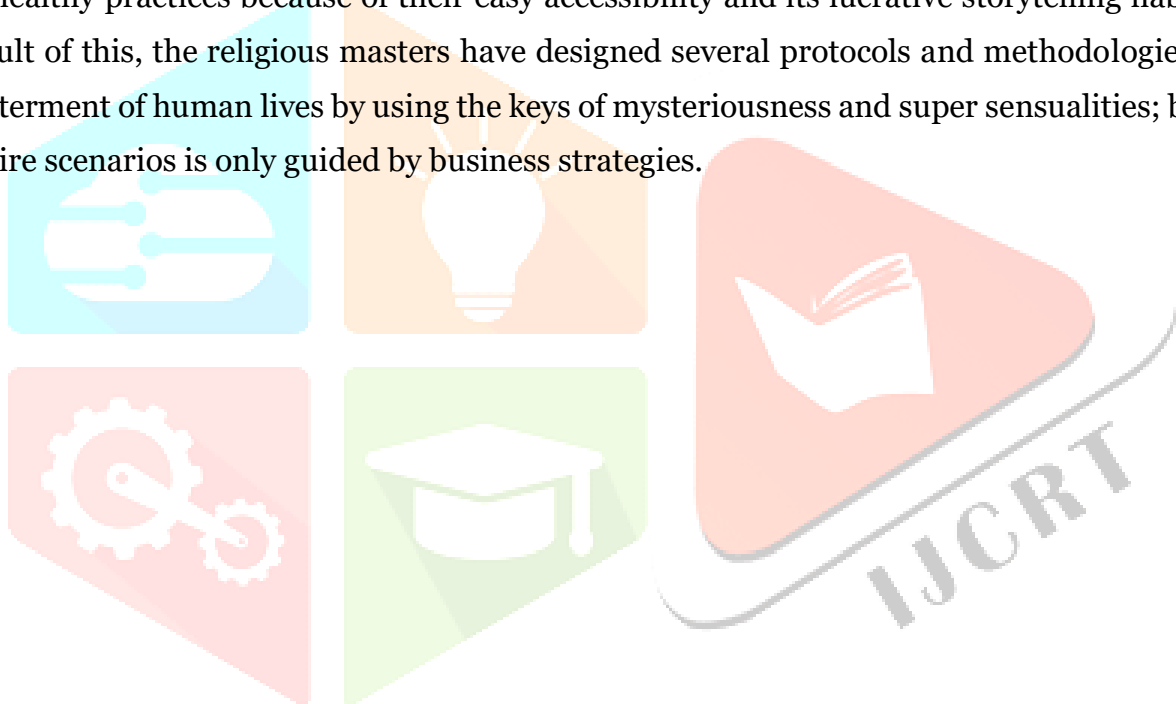 healthy practices because of their easy accessibility and its lucrative storytelling
ult of this, the religious masters have designed several protocols and methodologie
terment of human lives by using the keys of mysteriousness and super sensualities;
ire scenarios is only guided by business strategies.
IJCRT